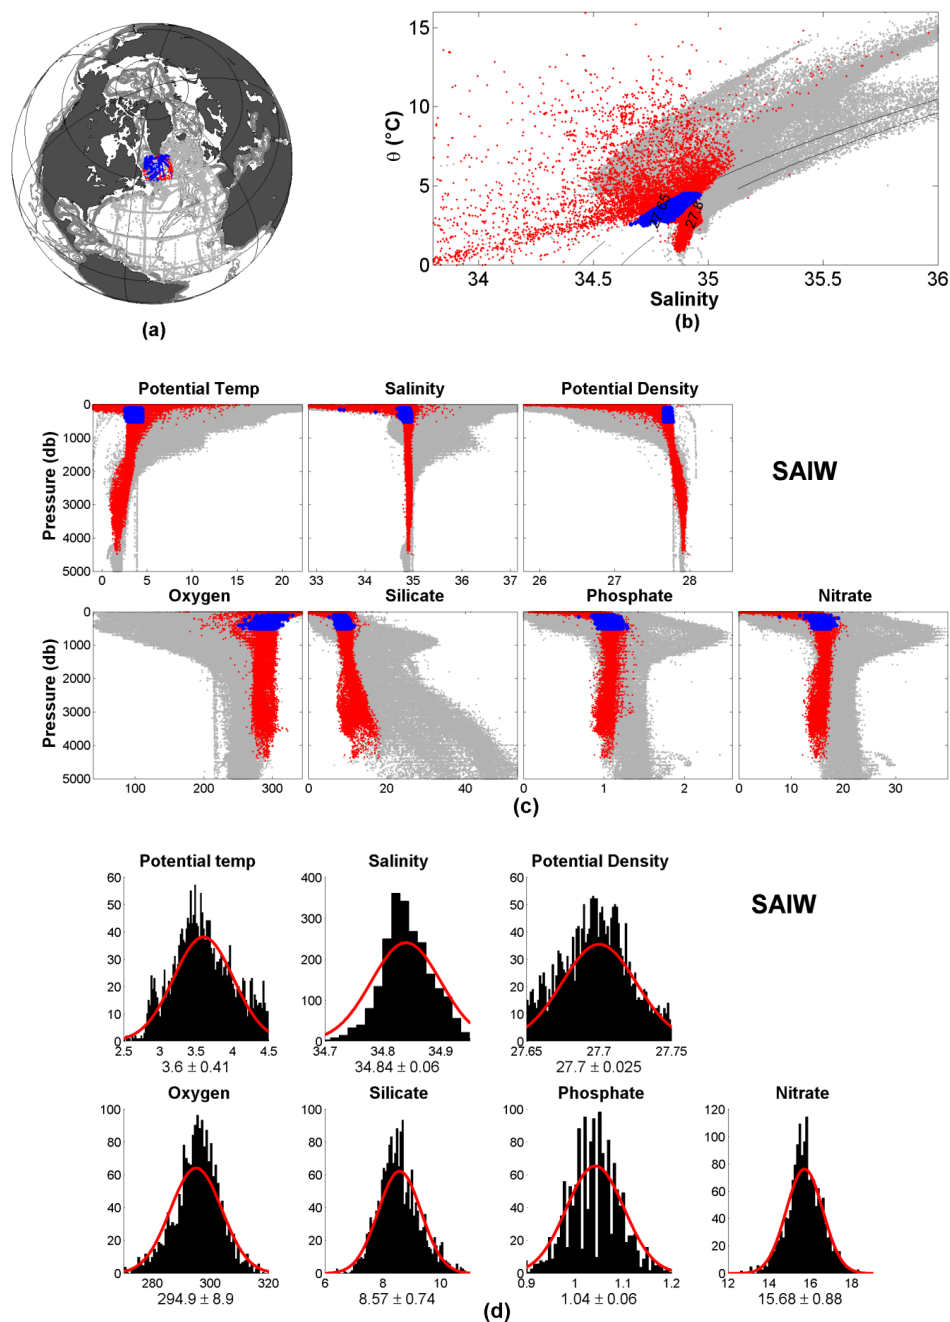 (a)
15
10
5
0
θ (°C)
27.65
27.8
34
34.5
35
35.5
36
Salinity
(b)
Potential Temp
Salinity
Potential Density
0
1000
2000
3000
4000
5000
Pressure (db)
0 5 10 15 20
33 34 35 36 37
26 27 28
SAIW
Oxygen
Silicate
Phosphate
Nitrate
0
1000
2000
3000
4000
5000
Pressure (db)
100 200 300
0 20 40
0 1 2
0 10 20 30
(c)
Potential temp
Salinity
Potential Density
SAIW
60
50
40
30
20
10
0
2.5 3 3.5 4 4.5
3.6 ± 0.41
400
300
200
100
0
34.7 34.8 34.9
34.84 ± 0.06
60
50
40
30
20
10
0
27.65 27.7 27.75
27.7 ± 0.025
Oxygen
Silicate
Phosphate
Nitrate
100
80
60
40
20
0
280 300 320
294.9 ± 8.9
100
80
60
40
20
0
6 8 10
8.57 ± 0.74
100
80
60
40
20
0
0.9 1 1.1 1.2
1.04 ± 0.06
120
100
80
60
40
20
0
12 14 16 18
15.68 ± 0.88
(d)